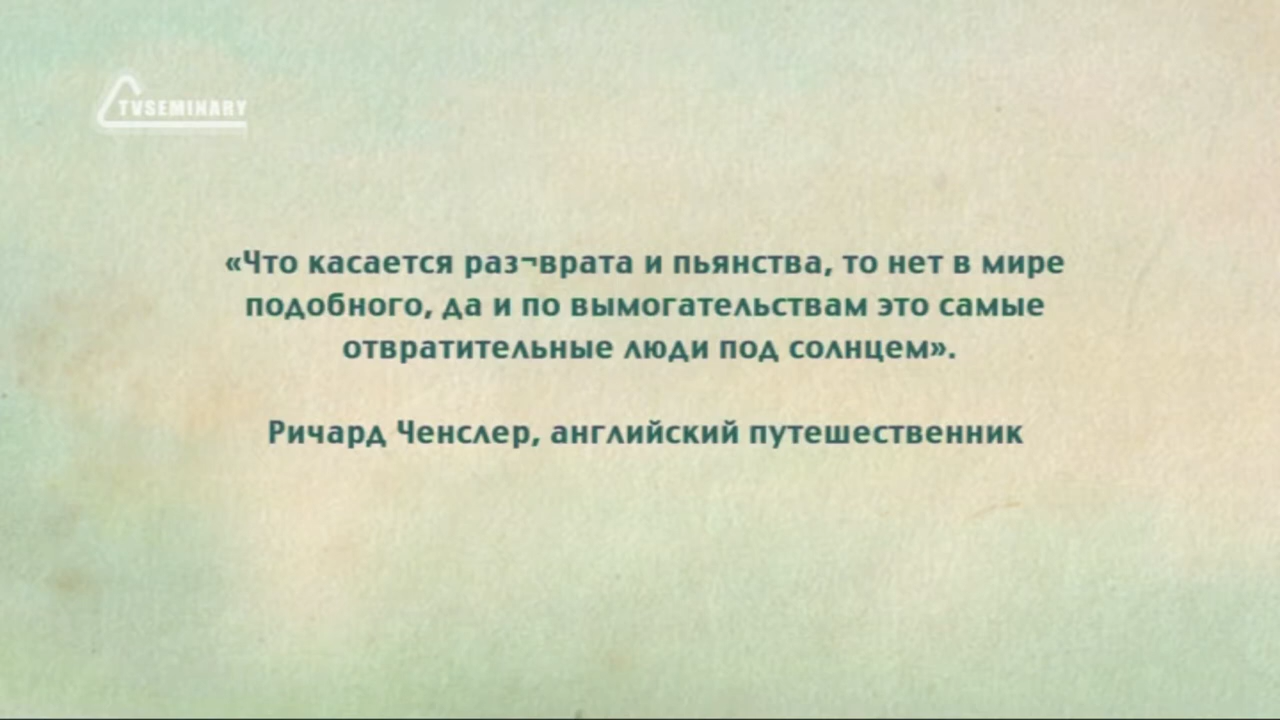 TVSEMINARY
«Что касается раз¬врата и пьянства, то нет в мире
подобного, да и по вымогательствам это самые
отвратительные люди под солнцем».
Ричард Ченслер, английский путешественник